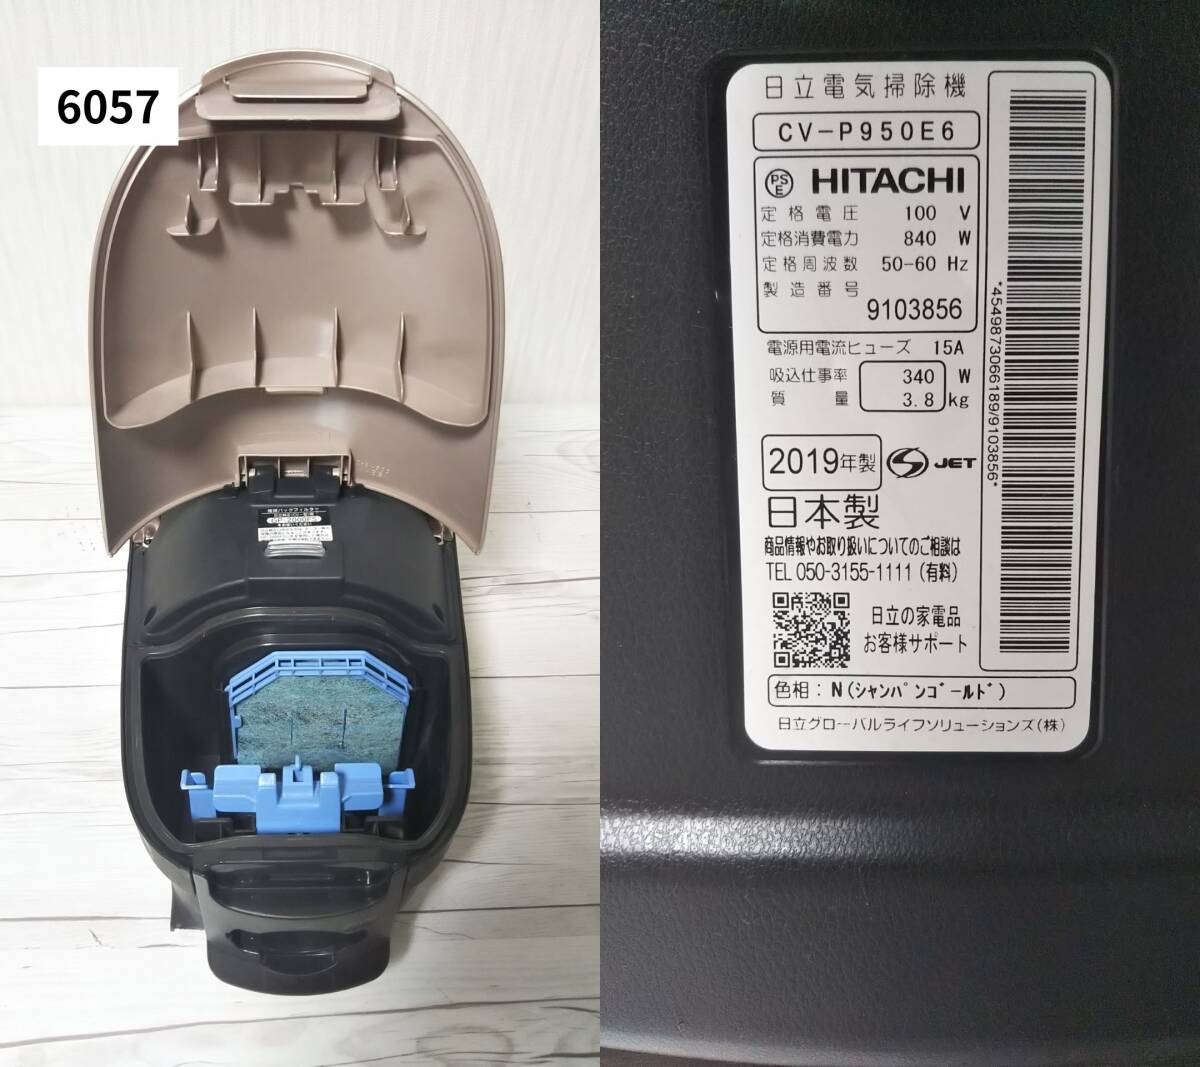 6057
GP-2000FS
日立電気掃除機
CV-P950E6
PS E HITACHI
定格電圧 100 V
定格消費電力 840 W
定格周波数 50-60 Hz
製造番号
9103856
電源用電流ヒューズ 15A
吸込仕事率 340 W
質量 3.8 kg
2019年製 JET
日本製
商品情報やお取り扱いについてのご相談は
TEL 050-3155-1111(有料)
日立の家電品
お客様サポート
色相:N(シャンパンゴールド)
日立グローバルライフソリューションズ(株)
*4549873066189/9103856*